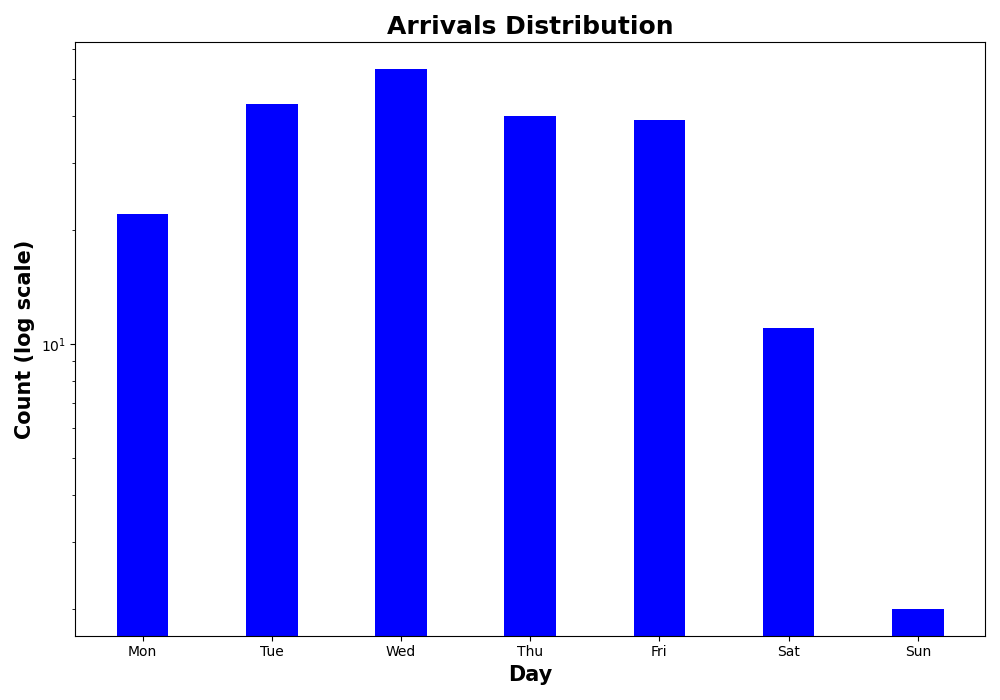 Arrivals Distribution
Count (log scale)
10¹
Mon Tue Wed Thu Fri Sat Sun
Day